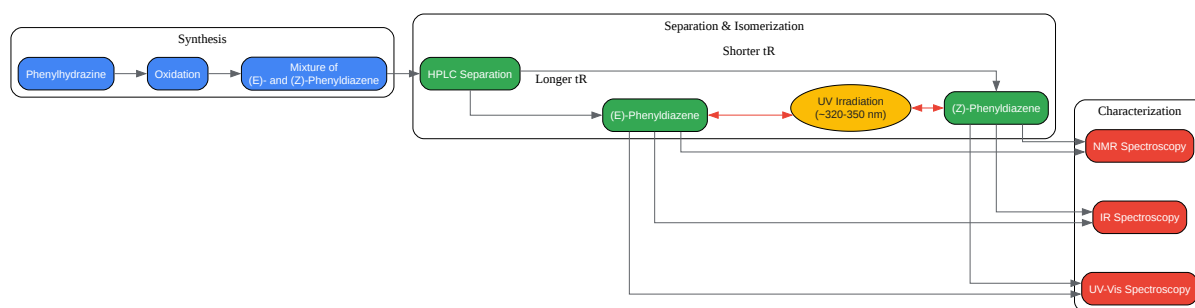 Synthesis
Phenylhydrazine
Oxidation
Mixture of
(E)- and (Z)-Phenyldiazene
Separation & Isomerization
Shorter tR
HPLC Separation
Longer tR
(E)-Phenyldiazene
UV Irradiation
(~320-350 nm)
(Z)-Phenyldiazene
Characterization
NMR Spectroscopy
IR Spectroscopy
UV-Vis Spectroscopy